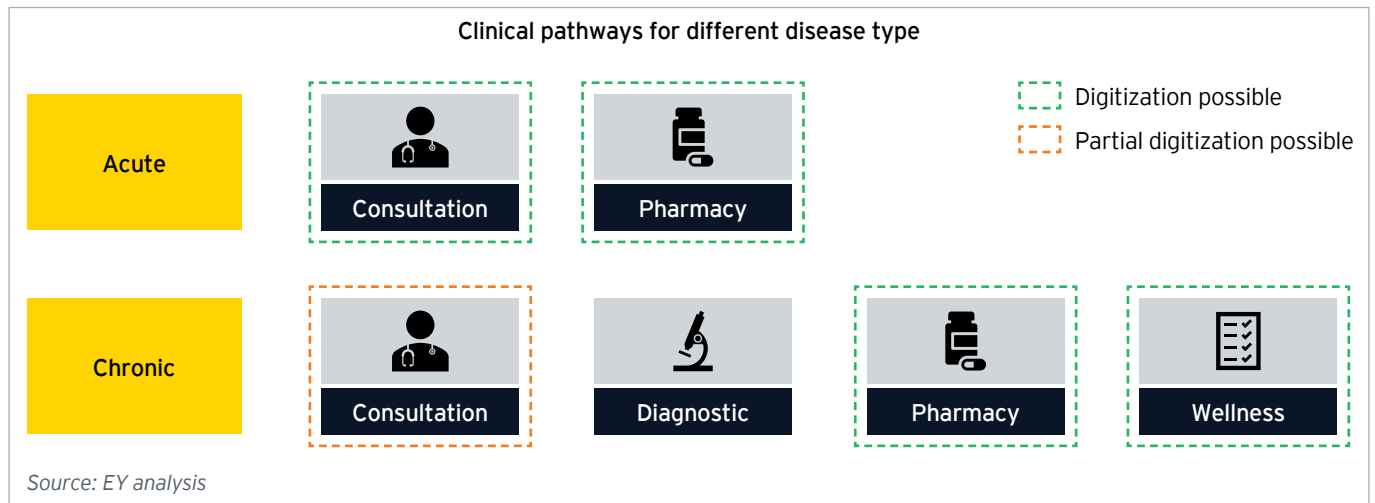 Clinical pathways for different disease type
Digitization possible
Partial digitization possible
Acute
Consultation
Pharmacy
Chronic
Consultation
Diagnostic
Pharmacy
Wellness
Source: EY analysis